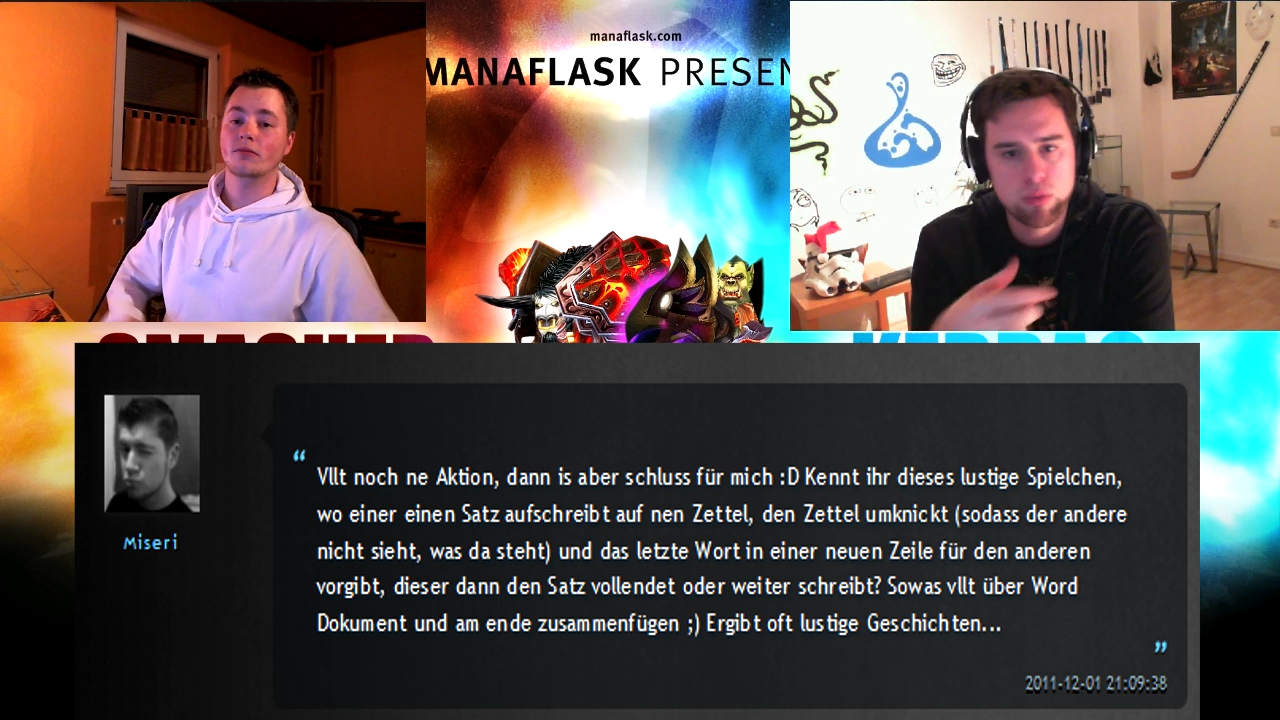 manaflask.com
MANAFLASK PRESEN
“
Vllt noch ne Aktion, dann is aber schluss für mich :D Kennt ihr dieses lustige Spielchen,
wo einer einen Satz aufschreibt auf nen Zettel, den Zettel umknickt (sodass der andere
nicht sieht, was da steht) und das letzte Wort in einer neuen Zeile für den anderen
Miseri
vorgibt, dieser dann den Satz vollendet oder weiter schreibt? Sowas vllt über Word
Dokument und am ende zusammenfügen ;) Ergibt oft lustige Geschichten...
”
2011-12-01 21:09:38